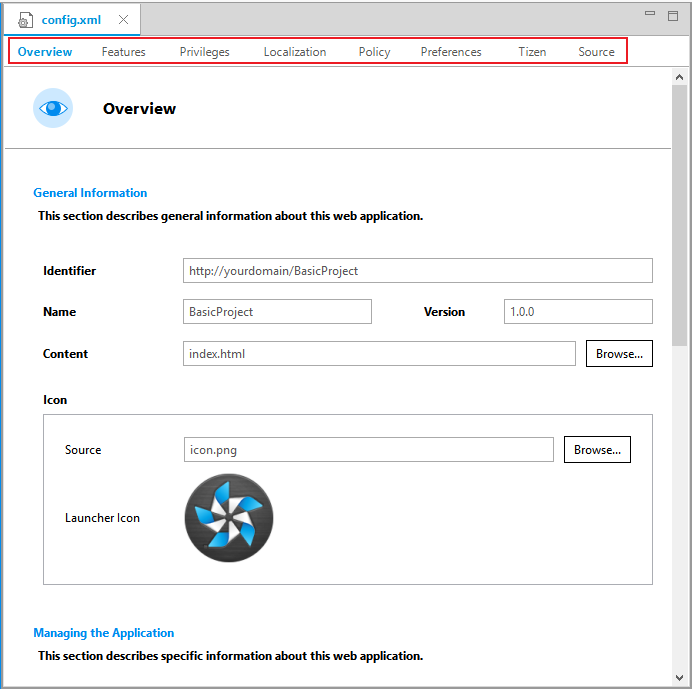 config.xml
Overview Features Privileges Localization Policy Preferences Tizen Source
Overview
General Information
This section describes general information about this web application.
Identifier http://yourdomain/BasicProject
Name BasicProject Version 1.0.0
Content index.html Browse...
Icon
Source icon.png Browse...
Launcher Icon
Managing the Application
This section describes specific information about this web application.